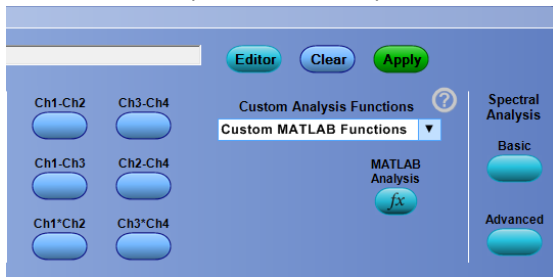 Editor Clear Apply
Ch1-Ch2 Ch3-Ch4 Custom Analysis Functions ? Spectral
Analysis
Custom MATLAB Functions
Basic
Ch1-Ch3 Ch2-Ch4 MATLAB
Analysis
fx
Ch1*Ch2 Ch3*Ch4 Advanced